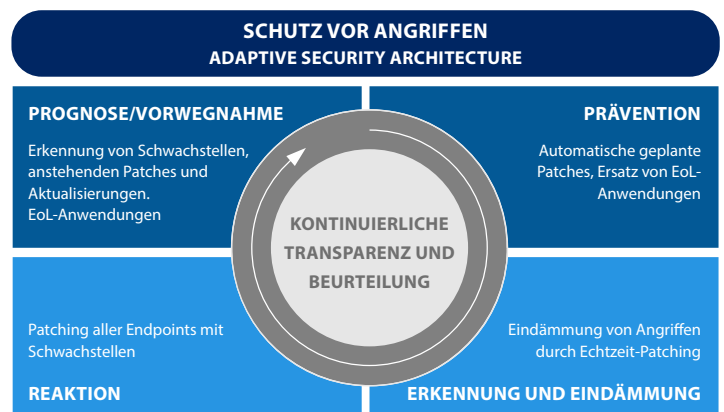 SCHUTZ VOR ANGRIFFEN
ADAPTIVE SECURITY ARCHITECTURE
PROGNOSE/VORWEGNAHME
Erkennung von Schwachstellen,
anstehenden Patches und
Aktualisierungen.
EoL-Anwendungen
PRÄVENTION
Automatische geplante
Patches, Ersatz von EoL-
Anwendungen
KONTINUIERLICHE
TRANSPARENZ UND
BEURTEILUNG
Patching aller Endpoints mit
Schwachstellen
REAKTION
Eindämmung von Angriffen
durch Echtzeit-Patching
ERKENNUNG UND EINDÄMMUNG